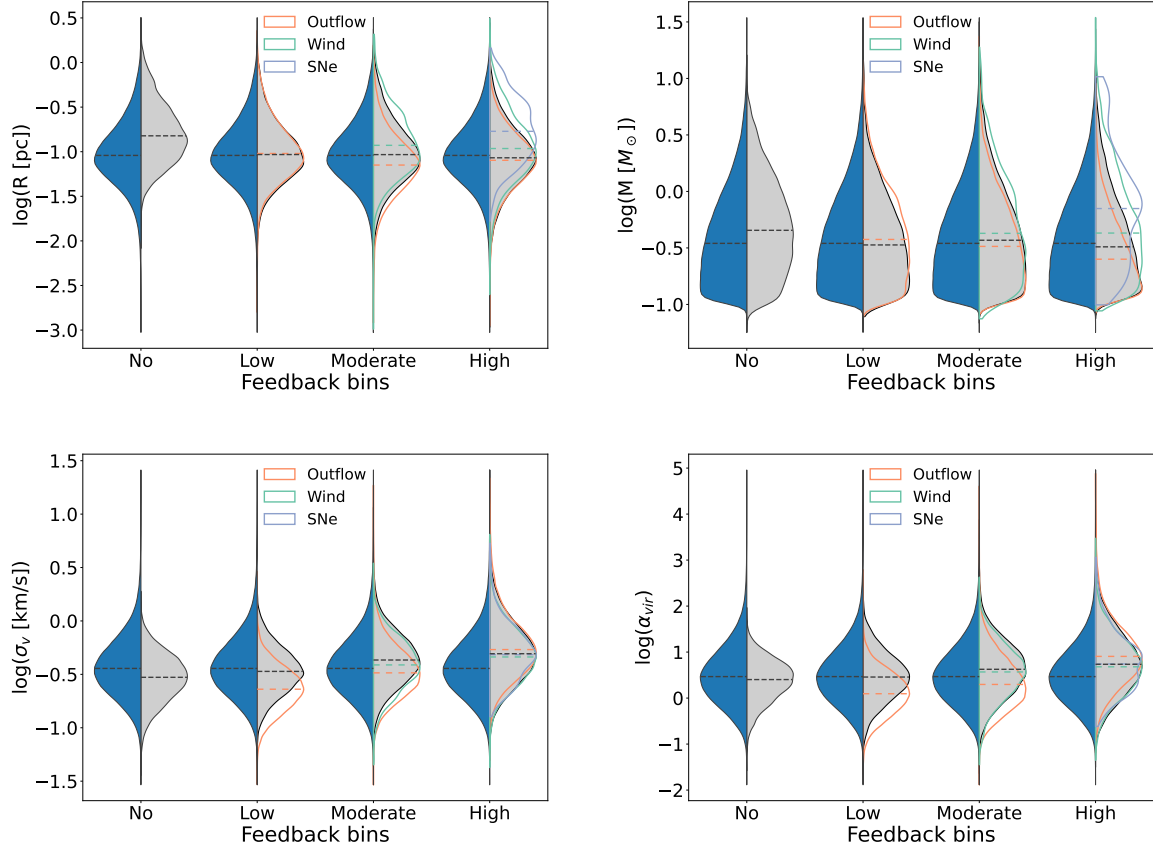 0.5
0.0
−0.5
−1.0
−1.5
−2.0
−2.5
−3.0
log(R [pc])
Outflow
Wind
SNe
No Low Moderate High
Feedback bins
1.5
1.0
0.5
0.0
−0.5
−1.0
log(M [M⊙])
Outflow
Wind
SNe
No Low Moderate High
Feedback bins
1.5
1.0
0.5
0.0
−0.5
−1.0
−1.5
log(σv [km/s])
Outflow
Wind
SNe
No Low Moderate High
Feedback bins
5
4
3
2
1
0
−1
−2
log(αvir)
Outflow
Wind
SNe
No Low Moderate High
Feedback bins